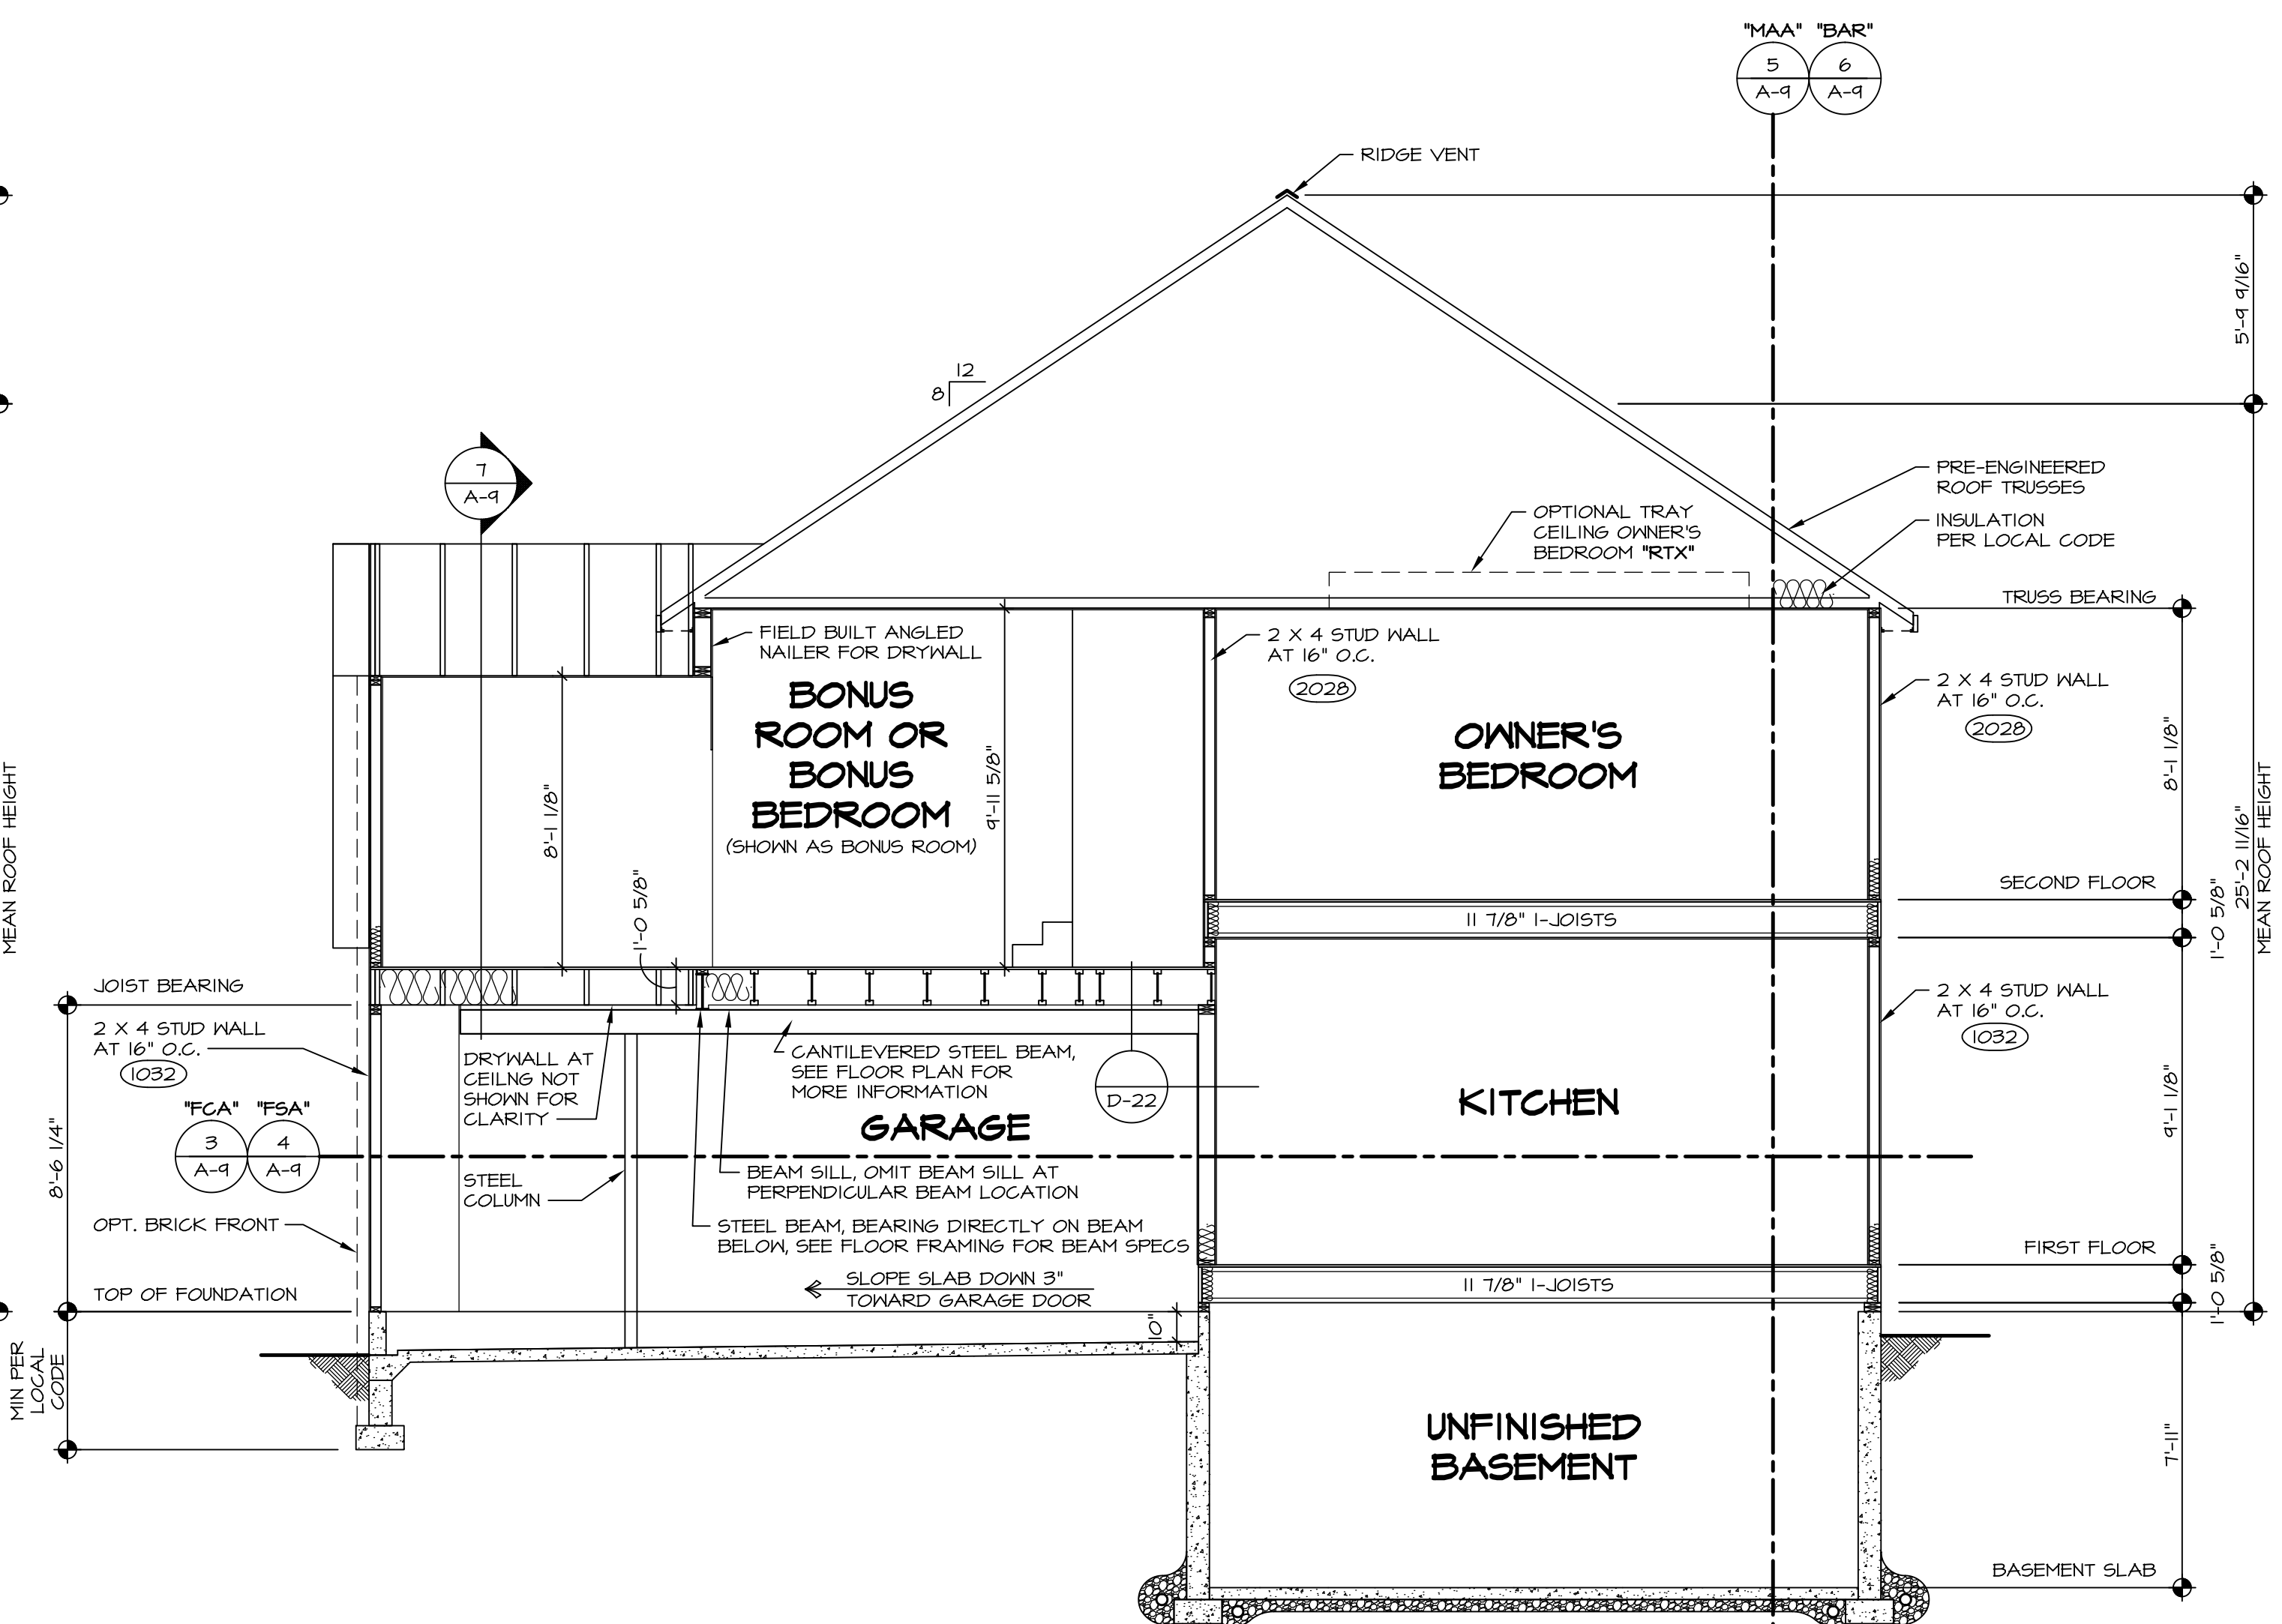 "MAA" "BAR"
5 6
A-9 A-9
RIDGE VENT
5'-9 9/16"
12
8
7
A-9
PRE-ENGINEERED
ROOF TRUSSES
INSULATION
PER LOCAL CODE
OPTIONAL TRAY
CEILING OWNER'S
BEDROOM "RTX"
TRUSS BEARING
FIELD BUILT ANGLED
NAILER FOR DRYWALL
2 X 4 STUD WALL
AT 16" O.C.
2028
2 X 4 STUD WALL
AT 16" O.C.
2028
BONUS
ROOM OR
BONUS
BEDROOM
(SHOWN AS BONUS ROOM)
OWNER'S
BEDROOM
8'-1 1/8"
9'-11 5/8"
1'-0 5/8"
8'-1 1/8"
25'-2 11/16"
MEAN ROOF HEIGHT
MEAN ROOF HEIGHT
SECOND FLOOR
1'-0 5/8"
11 7/8" I-JOISTS
JOIST BEARING
2 X 4 STUD WALL
AT 16" O.C.
1032
2 X 4 STUD WALL
AT 16" O.C.
1032
DRYWALL AT
CEILNG NOT
SHOWN FOR
CLARITY
CANTILEVERED STEEL BEAM,
SEE FLOOR PLAN FOR
MORE INFORMATION
D-22
KITCHEN
GARAGE
"FCA" "FSA"
3 4
A-9 A-9
8'-6 1/4"
9'-1 1/8"
STEEL
COLUMN
BEAM SILL, OMIT BEAM SILL AT
PERPENDICULAR BEAM LOCATION
OPT. BRICK FRONT
STEEL BEAM, BEARING DIRECTLY ON BEAM
BELOW, SEE FLOOR FRAMING FOR BEAM SPECS
FIRST FLOOR
1'-0 5/8"
SLOPE SLAB DOWN 3"
TOWARD GARAGE DOOR
11 7/8" I-JOISTS
TOP OF FOUNDATION
10"
MIN PER
LOCAL
CODE
UNFINISHED
BASEMENT
7'-11"
BASEMENT SLAB